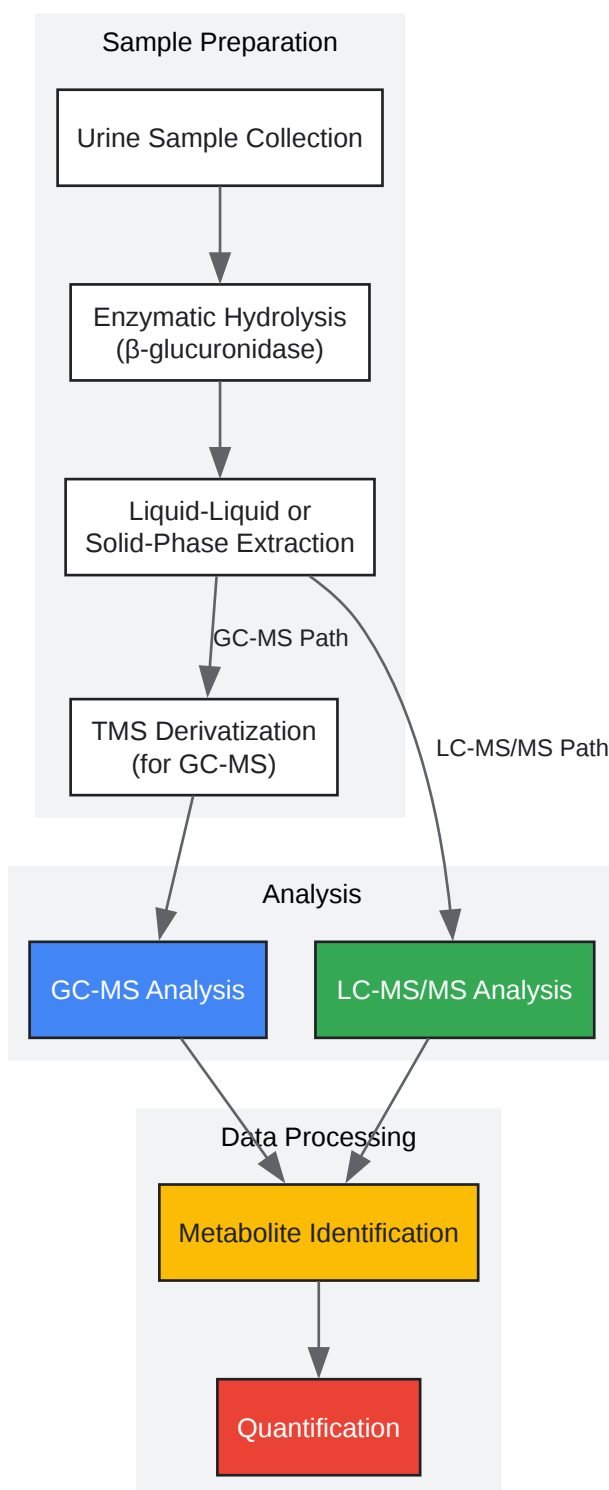 Sample Preparation
Urine Sample Collection
Enzymatic Hydrolysis
(β-glucuronidase)
Liquid-Liquid or
Solid-Phase Extraction
GC-MS Path
TMS Derivatization
(for GC-MS)
LC-MS/MS Path
Analysis
GC-MS Analysis
LC-MS/MS Analysis
Data Processing
Metabolite Identification
Quantification